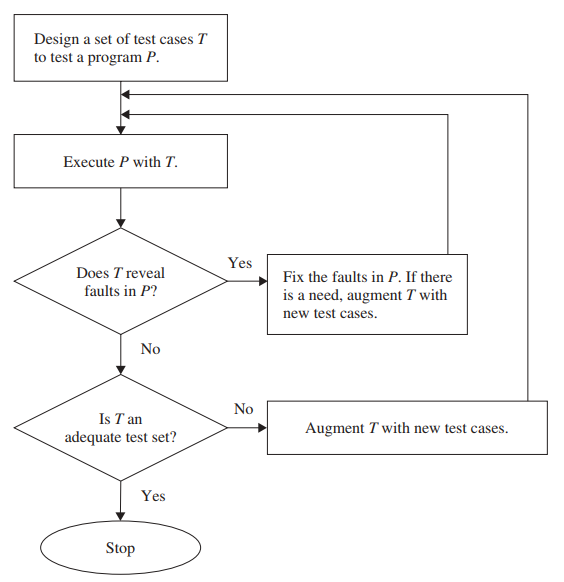 Design a set of test cases T
to test a program P.
Execute P with T.
Does T reveal
faults in P?
Yes
Fix the faults in P. If there
is a need, augment T with
new test cases.
No
Is T an
adequate test set?
No
Augment T with new test cases.
Yes
Stop